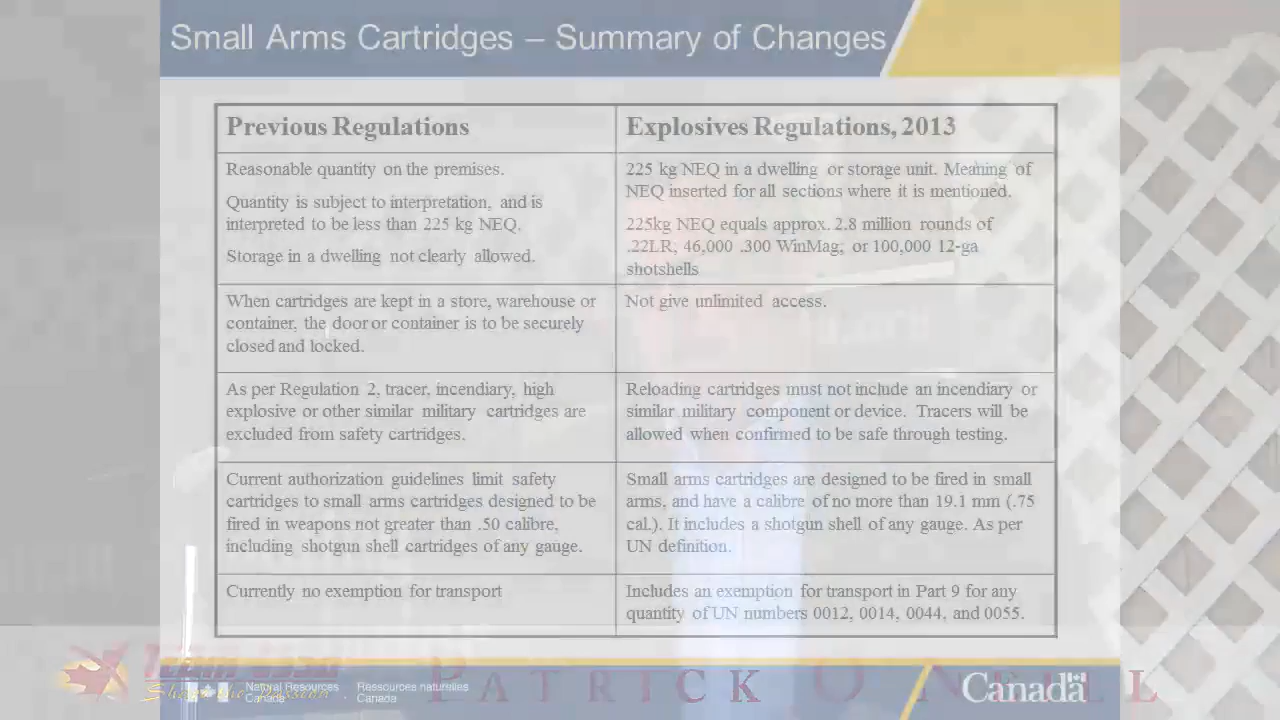 Small Arms Cartridges – Summary of Changes
Previous Regulations
Explosives Regulations, 2013
Reasonable quantity on the premises.
Quantity is subject to interpretation, and is
interpreted to be less than 225 kg NEQ.
Storage in a dwelling not clearly allowed.
225 kg NEQ in a dwelling or storage unit. Meaning of
NEQ inserted for all sections where it is mentioned.
225kg NEQ equals approx. 2.8 million rounds of
.22LR; 46,000 .300 WinMag; or 100,000 12-ga
shotshells
When cartridges are kept in a store, warehouse or
container, the door or container is to be securely
closed and locked.
Not give unlimited access.
As per Regulation 2, tracer, incendiary, high
explosive or other similar military cartridges are
excluded from safety cartridges.
Reloading cartridges must not include an incendiary or
similar military component or device. Tracers will be
allowed when confirmed to be safe through testing.
Current authorization guidelines limit safety
cartridges to small arms cartridges designed to be
fired in weapons not greater than .50 calibre,
including shotgun shell cartridges of any gauge.
Small arms cartridges are designed to be fired in small
arms, and have a calibre of no more than 19.1 mm (.75
cal.). It includes a shotgun shell of any gauge. As per
UN definition.
Currently no exemption for transport
Includes an exemption for transport in Part 9 for any
quantity of UN numbers 0012, 0014, 0044, and 0055.
Natural Resources
Canada
Ressources naturelles
Canada
PATRICK
Canada